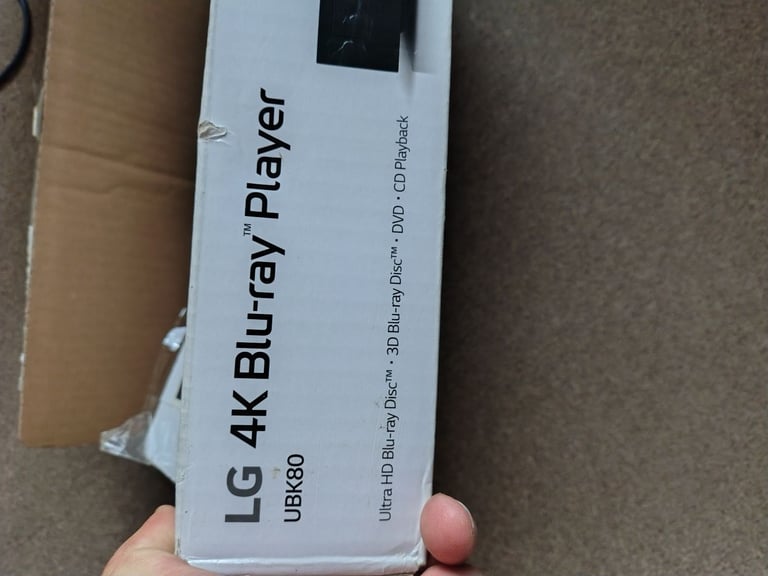 LG 4K Blu-ray™ Player
UBK80
Ultra HD Blu-ray Disc™ · 3D Blu-ray Disc™ · DVD · CD Playback